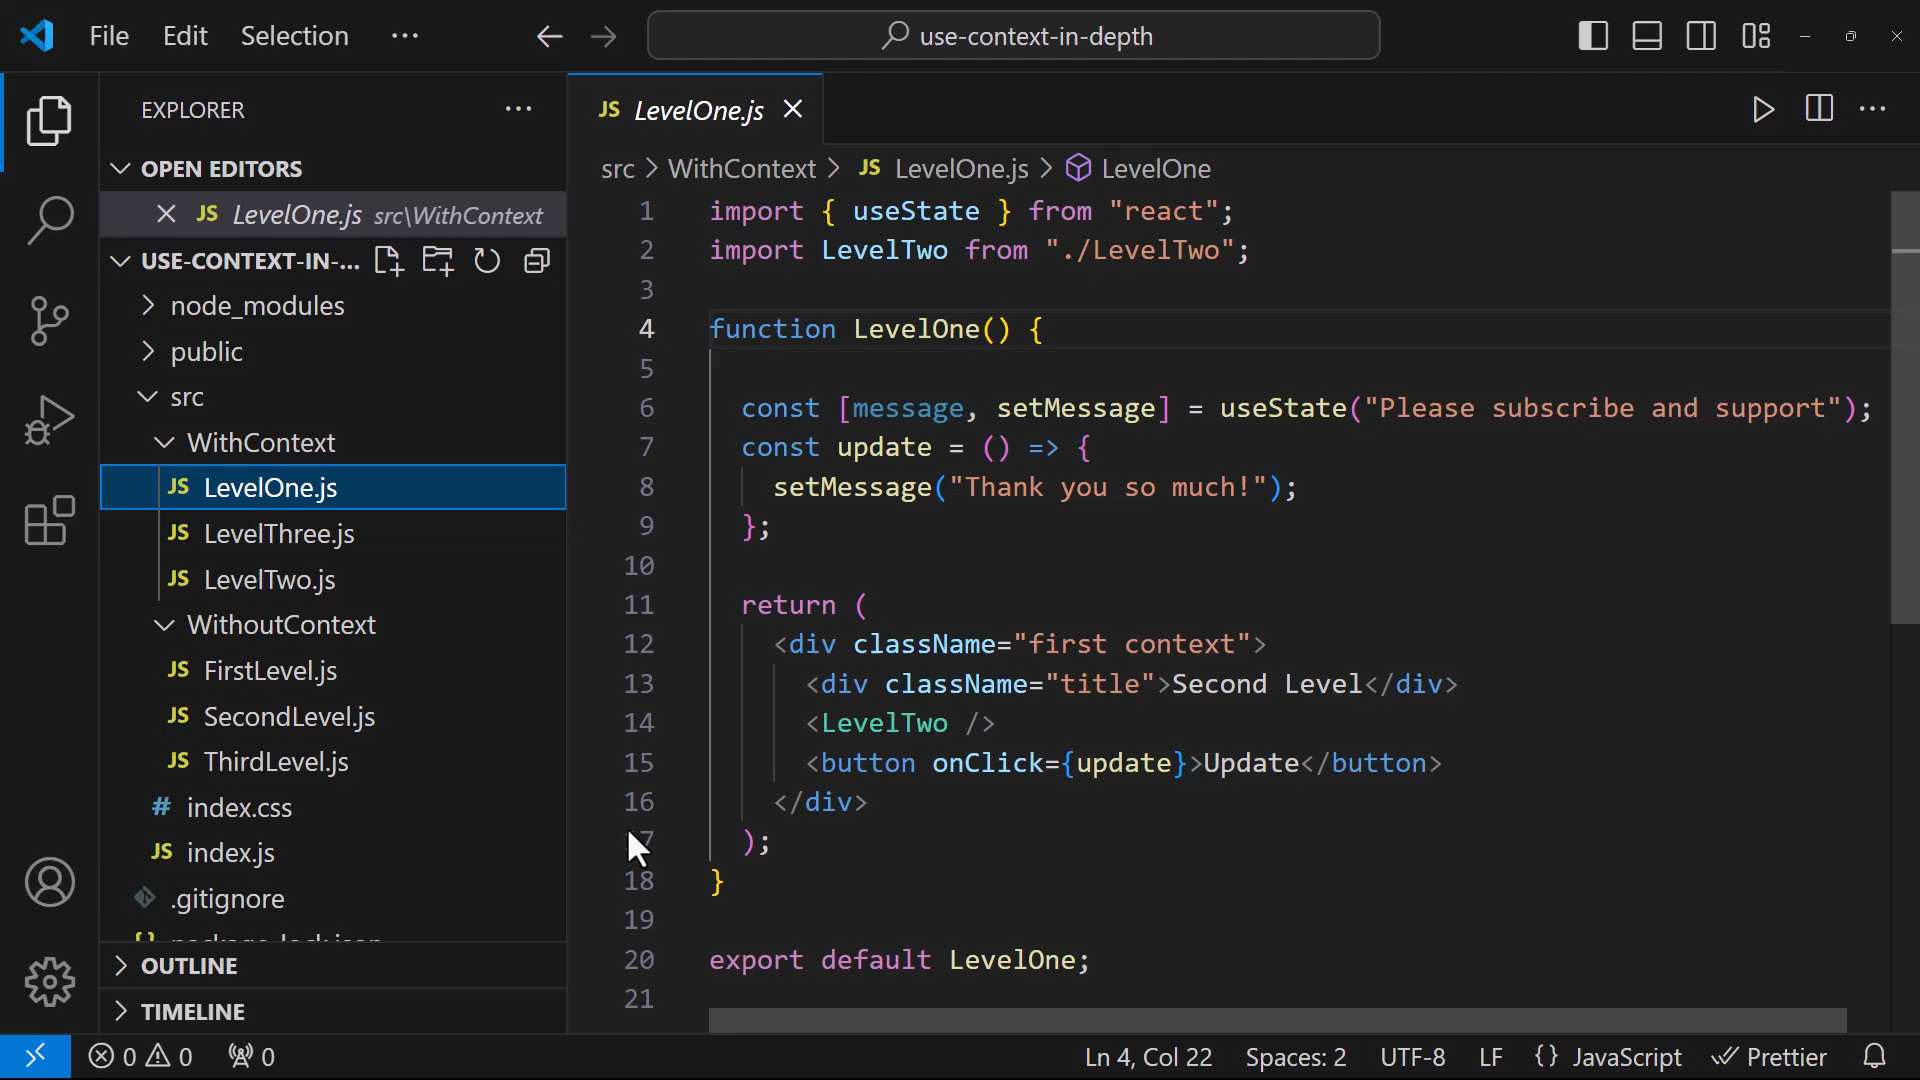 File Edit Selection ··· use-context-in-depth
EXPLORER ···
OPEN EDITORS
JS LevelOne.js src\WithContext
USE-CONTEXT-IN-...
node_modules
public
src
WithContext
JS LevelOne.js
JS LevelThree.js
JS LevelTwo.js
WithoutContext
JS FirstLevel.js
JS SecondLevel.js
JS ThirdLevel.js
# index.css
JS index.js
.gitignore
OUTLINE
TIMELINE
JS LevelOne.js
src > WithContext > JS LevelOne.js > LevelOne
1 import { useState } from "react";
2 import LevelTwo from "./LevelTwo";
3
4 function LevelOne() {
5
6 const [message, setMessage] = useState("Please subscribe and support");
7 const update = () => {
8 setMessage("Thank you so much!");
9 };
10
11 return (
12 <div className="first context">
13 <div className="title">Second Level</div>
14 <LevelTwo />
15 <button onClick={update}>Update</button>
16 </div>
7 );
18 }
19
20 export default LevelOne;
21
0 0 0 Ln 4, Col 22 Spaces: 2 UTF-8 LF {} JavaScript Prettier